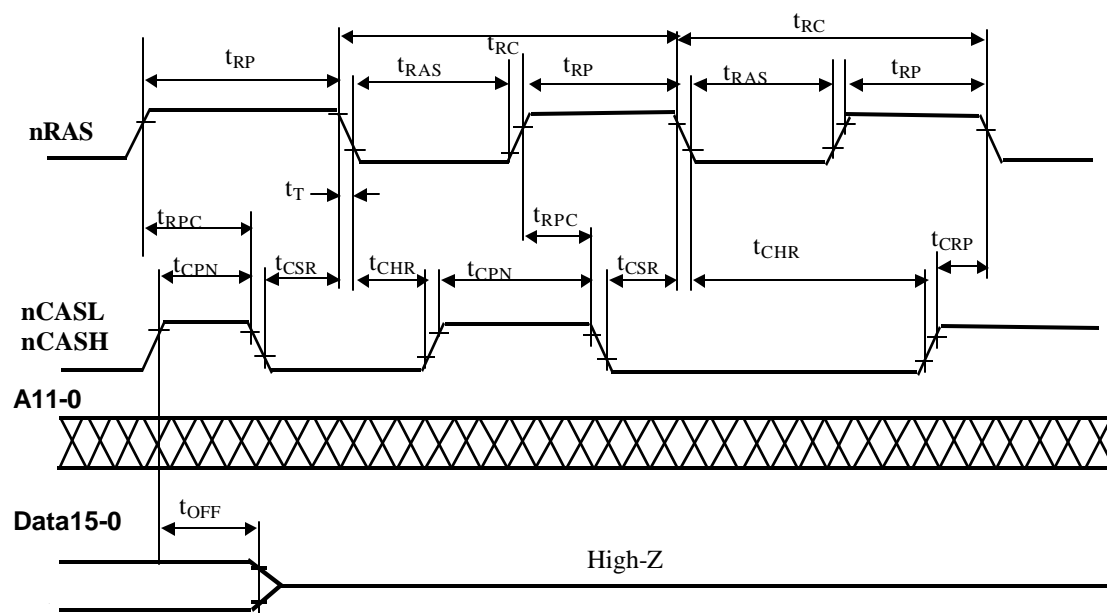 tRC
tRC
tRP
tRAS
tRP
tRAS
tRP
nRAS
tT
tRPC
tRPC
tCRP
tCHR
tCPN
tCSR
tCHR
tCPN
tCSR
nCASL
nCASH
A11-0
tOFF
Data15-0
High-Z